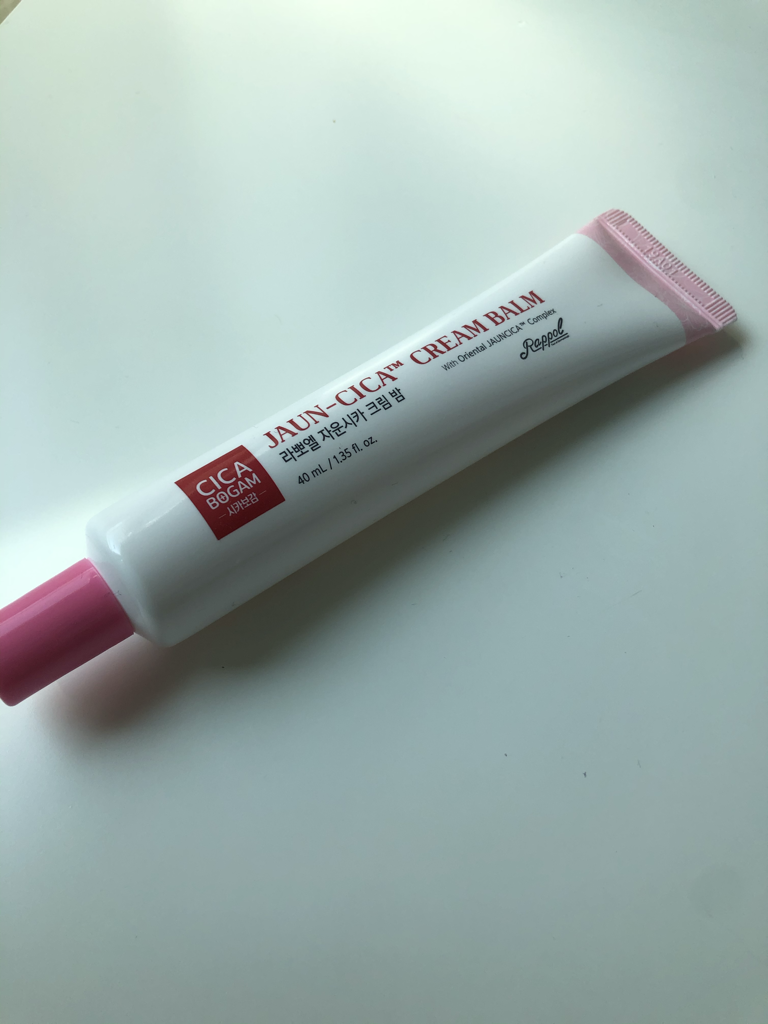 CICA
BOGAM
시카보감
JAUN-CICA™ CREAM BALM
라뽀엘 자운시카 크림 밤
With Oriental JAUNCICA™ Complex
40 mL / 1.35 fl. oz.
Rappol